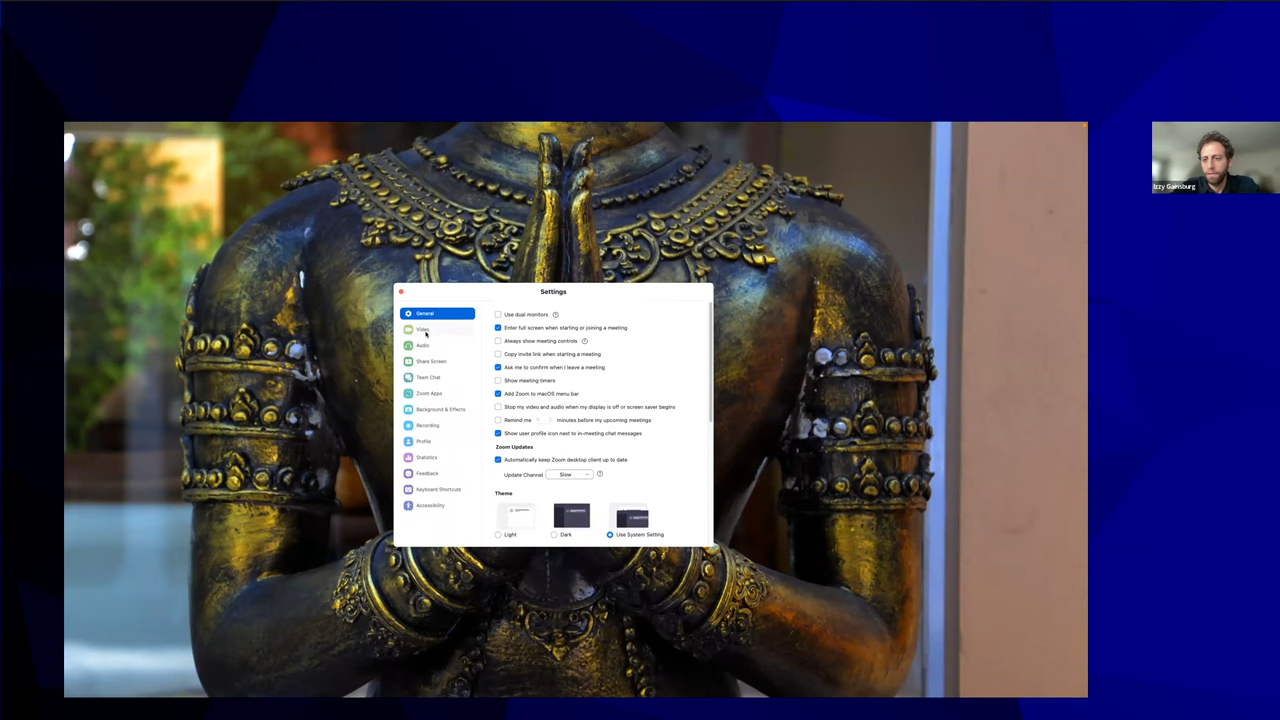 Settings
General
Video
Audio
Share Screen
Team Chat
Zoom Apps
Background & Effects
Recording
Profile
Statistics
Feedback
Keyboard Shortcuts
Accessibility
Use dual monitors ?
Enter full screen when starting or joining a meeting
Always show meeting controls ?
Copy invite link when starting a meeting
Ask me to confirm when I leave a meeting
Show meeting timers
Add Zoom to macOS menu bar
Stop my video and audio when my display is off or screen saver begins
Remind me minutes before my upcoming meetings
Show user profile icon next to in-meeting chat messages
Zoom Updates
Automatically keep Zoom desktop client up to date
Update Channel Slow ?
Theme
Light Dark Use System Setting
Izzy Gainsburg